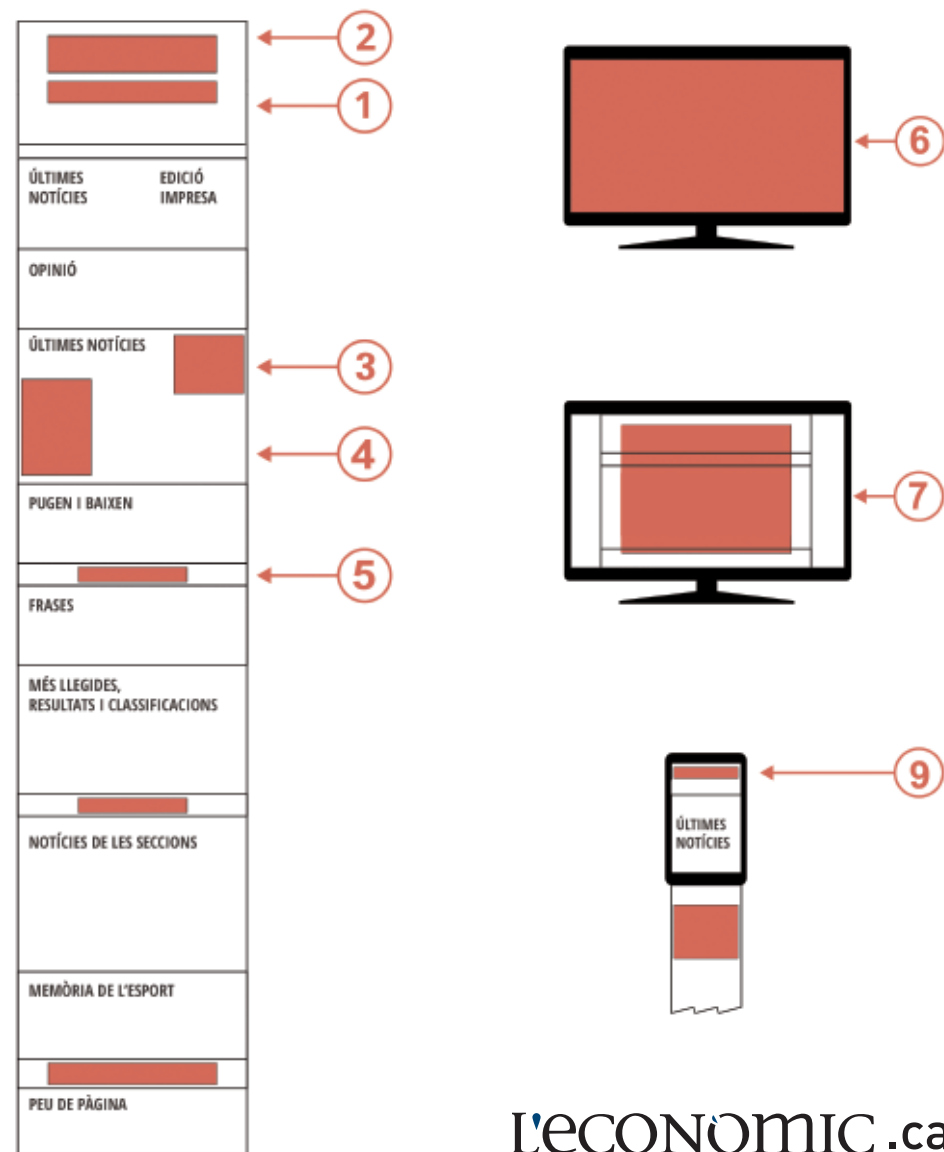 2
1
ÚLTIMES
NOTÍCIES
EDICIÓ
IMPRESA
OPINIÓ
ÚLTIMES NOTÍCIES
3
4
PUGEN I BAIXEN
5
FRASES
MÉS LLEGIDES,
RESULTATS I CLASSIFICACIONS
NOTÍCIES DE LES SECCIONS
MEMÒRIA DE L'ESPORT
PEU DE PÀGINA
6
7
9
ÚLTIMES
NOTÍCIES
L'ECONÒMIC.ca